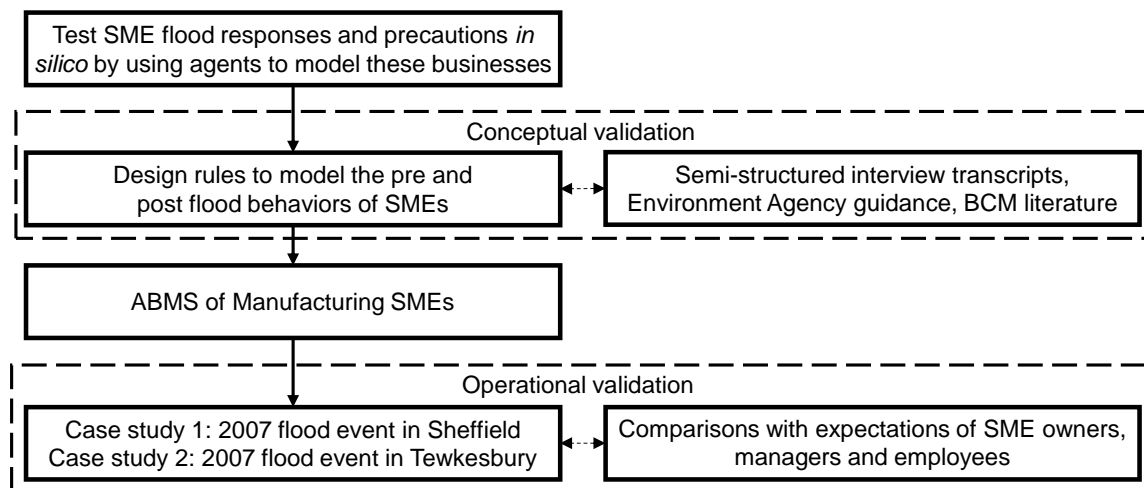 Test SME flood responses and precautions in
silico by using agents to model these businesses
Conceptual validation
Design rules to model the pre and
post flood behaviors of SMEs
Semi-structured interview transcripts,
Environment Agency guidance, BCM literature
ABMS of Manufacturing SMEs
Operational validation
Case study 1: 2007 flood event in Sheffield
Case study 2: 2007 flood event in Tewkesbury
Comparisons with expectations of SME owners,
managers and employees